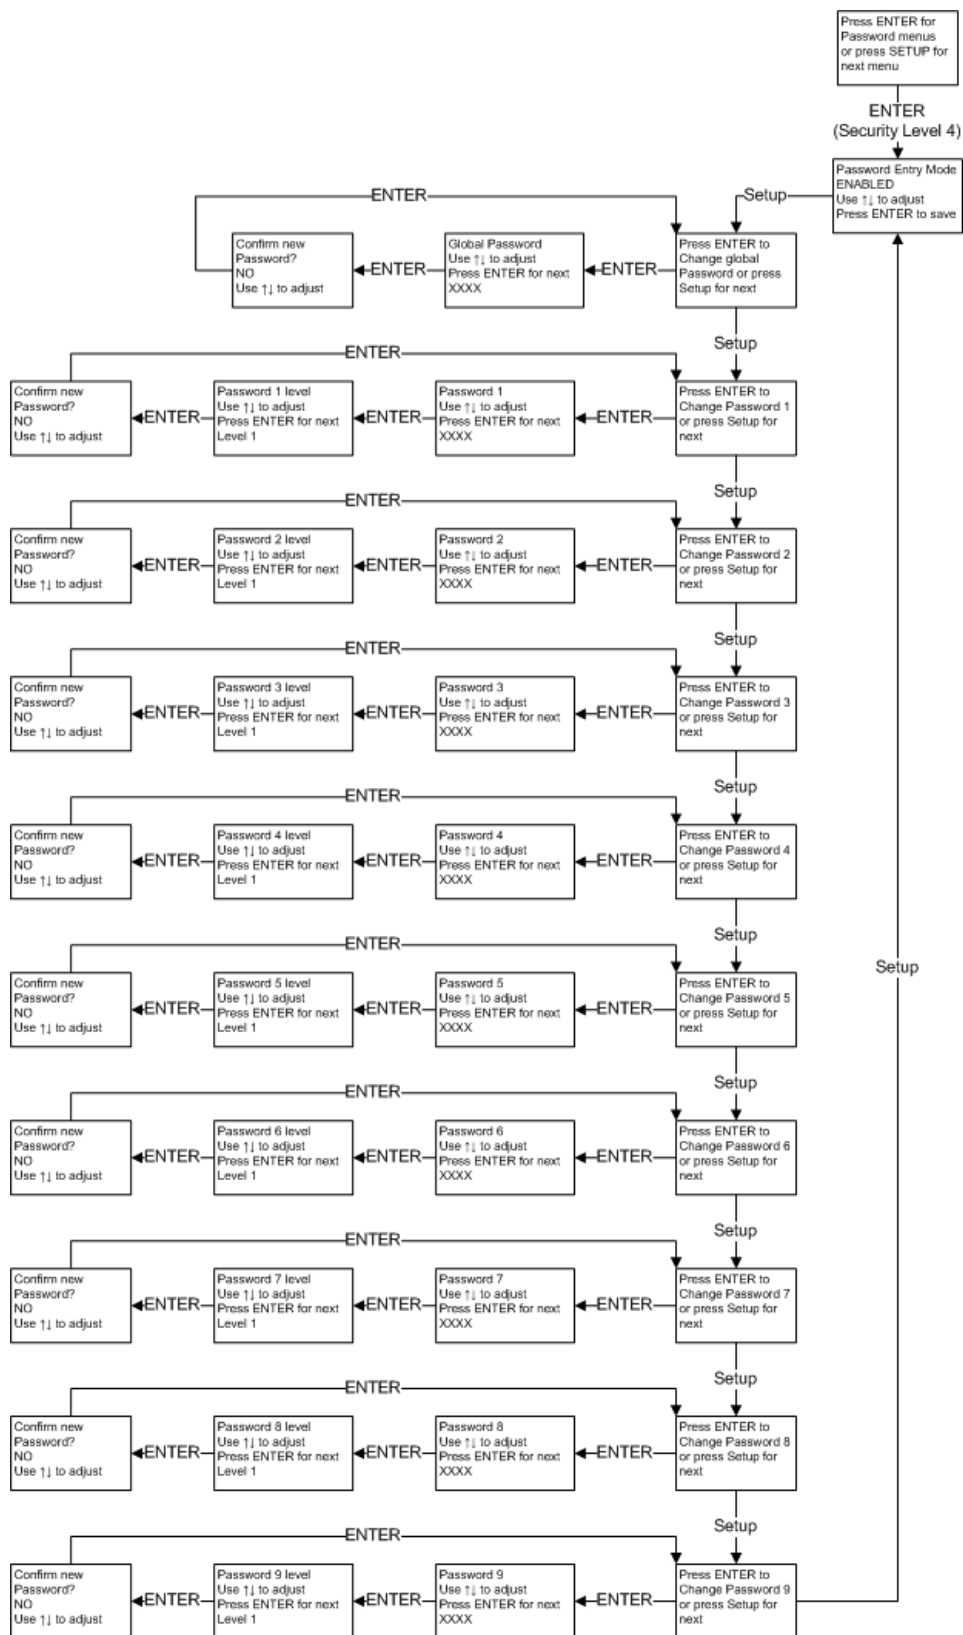 Press ENTER for
Password menus
or press SETUP for
next menu
ENTER
(Security Level 4)
Password Entry Mode
ENABLED
Use ↑↓ to adjust
Press ENTER to save
Setup
ENTER
Confirm new
Password?
NO
Use ↑↓ to adjust
ENTER
Global Password
Use ↑↓ to adjust
Press ENTER for next
XXXX
ENTER
Press ENTER to
Change global
Password or press
Setup for next
Setup
ENTER
Confirm new
Password?
NO
Use ↑↓ to adjust
ENTER
Password 1 level
Use ↑↓ to adjust
Press ENTER for next
Level 1
ENTER
Password 1
Use ↑↓ to adjust
Press ENTER for next
XXXX
ENTER
Press ENTER to
Change Password 1
or press Setup for
next
Setup
ENTER
Confirm new
Password?
NO
Use ↑↓ to adjust
ENTER
Password 2 level
Use ↑↓ to adjust
Press ENTER for next
Level 1
ENTER
Password 2
Use ↑↓ to adjust
Press ENTER for next
XXXX
ENTER
Press ENTER to
Change Password 2
or press Setup for
next
Setup
ENTER
Confirm new
Password?
NO
Use ↑↓ to adjust
ENTER
Password 3 level
Use ↑↓ to adjust
Press ENTER for next
Level 1
ENTER
Password 3
Use ↑↓ to adjust
Press ENTER for next
XXXX
ENTER
Press ENTER to
Change Password 3
or press Setup for
next
Setup
ENTER
Confirm new
Password?
NO
Use ↑↓ to adjust
ENTER
Password 4 level
Use ↑↓ to adjust
Press ENTER for next
Level 1
ENTER
Password 4
Use ↑↓ to adjust
Press ENTER for next
XXXX
ENTER
Press ENTER to
Change Password 4
or press Setup for
next
Setup
ENTER
Confirm new
Password?
NO
Use ↑↓ to adjust
ENTER
Password 5 level
Use ↑↓ to adjust
Press ENTER for next
Level 1
ENTER
Password 5
Use ↑↓ to adjust
Press ENTER for next
XXXX
ENTER
Press ENTER to
Change Password 5
or press Setup for
next
Setup
Setup
ENTER
Confirm new
Password?
NO
Use ↑↓ to adjust
ENTER
Password 6 level
Use ↑↓ to adjust
Press ENTER for next
Level 1
ENTER
Password 6
Use ↑↓ to adjust
Press ENTER for next
XXXX
ENTER
Press ENTER to
Change Password 6
or press Setup for
next
Setup
ENTER
Confirm new
Password?
NO
Use ↑↓ to adjust
ENTER
Password 7 level
Use ↑↓ to adjust
Press ENTER for next
Level 1
ENTER
Password 7
Use ↑↓ to adjust
Press ENTER for next
XXXX
ENTER
Press ENTER to
Change Password 7
or press Setup for
next
Setup
ENTER
Confirm new
Password?
NO
Use ↑↓ to adjust
ENTER
Password 8 level
Use ↑↓ to adjust
Press ENTER for next
Level 1
ENTER
Password 8
Use ↑↓ to adjust
Press ENTER for next
XXXX
ENTER
Press ENTER to
Change Password 8
or press Setup for
next
Setup
ENTER
Confirm new
Password?
NO
Use ↑↓ to adjust
ENTER
Password 9 level
Use ↑↓ to adjust
Press ENTER for next
Level 1
ENTER
Password 9
Use ↑↓ to adjust
Press ENTER for next
XXXX
ENTER
Press ENTER to
Change Password 9
or press Setup for
next